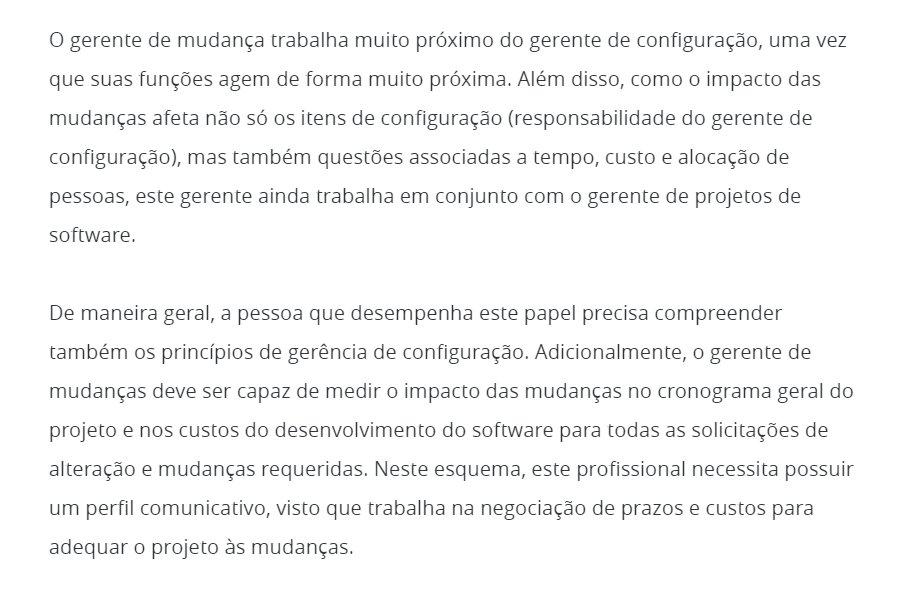 O gerente de mudança trabalha muito próximo do gerente de configuração, uma vez
que suas funções agem de forma muito próxima. Além disso, como o impacto das
mudanças afeta não só os itens de configuração (responsabilidade do gerente de
configuração), mas também questões associadas a tempo, custo e alocação de
pessoas, este gerente ainda trabalha em conjunto com o gerente de projetos de
software.
De maneira geral, a pessoa que desempenha este papel precisa compreender
também os princípios de gerência de configuração. Adicionalmente, o gerente de
mudanças deve ser capaz de medir o impacto das mudanças no cronograma geral do
projeto e nos custos do desenvolvimento do software para todas as solicitações de
alteração e mudanças requeridas. Neste esquema, este profissional necessita possuir
um perfil comunicativo, visto que trabalha na negociação de prazos e custos para
adequar o projeto às mudanças.